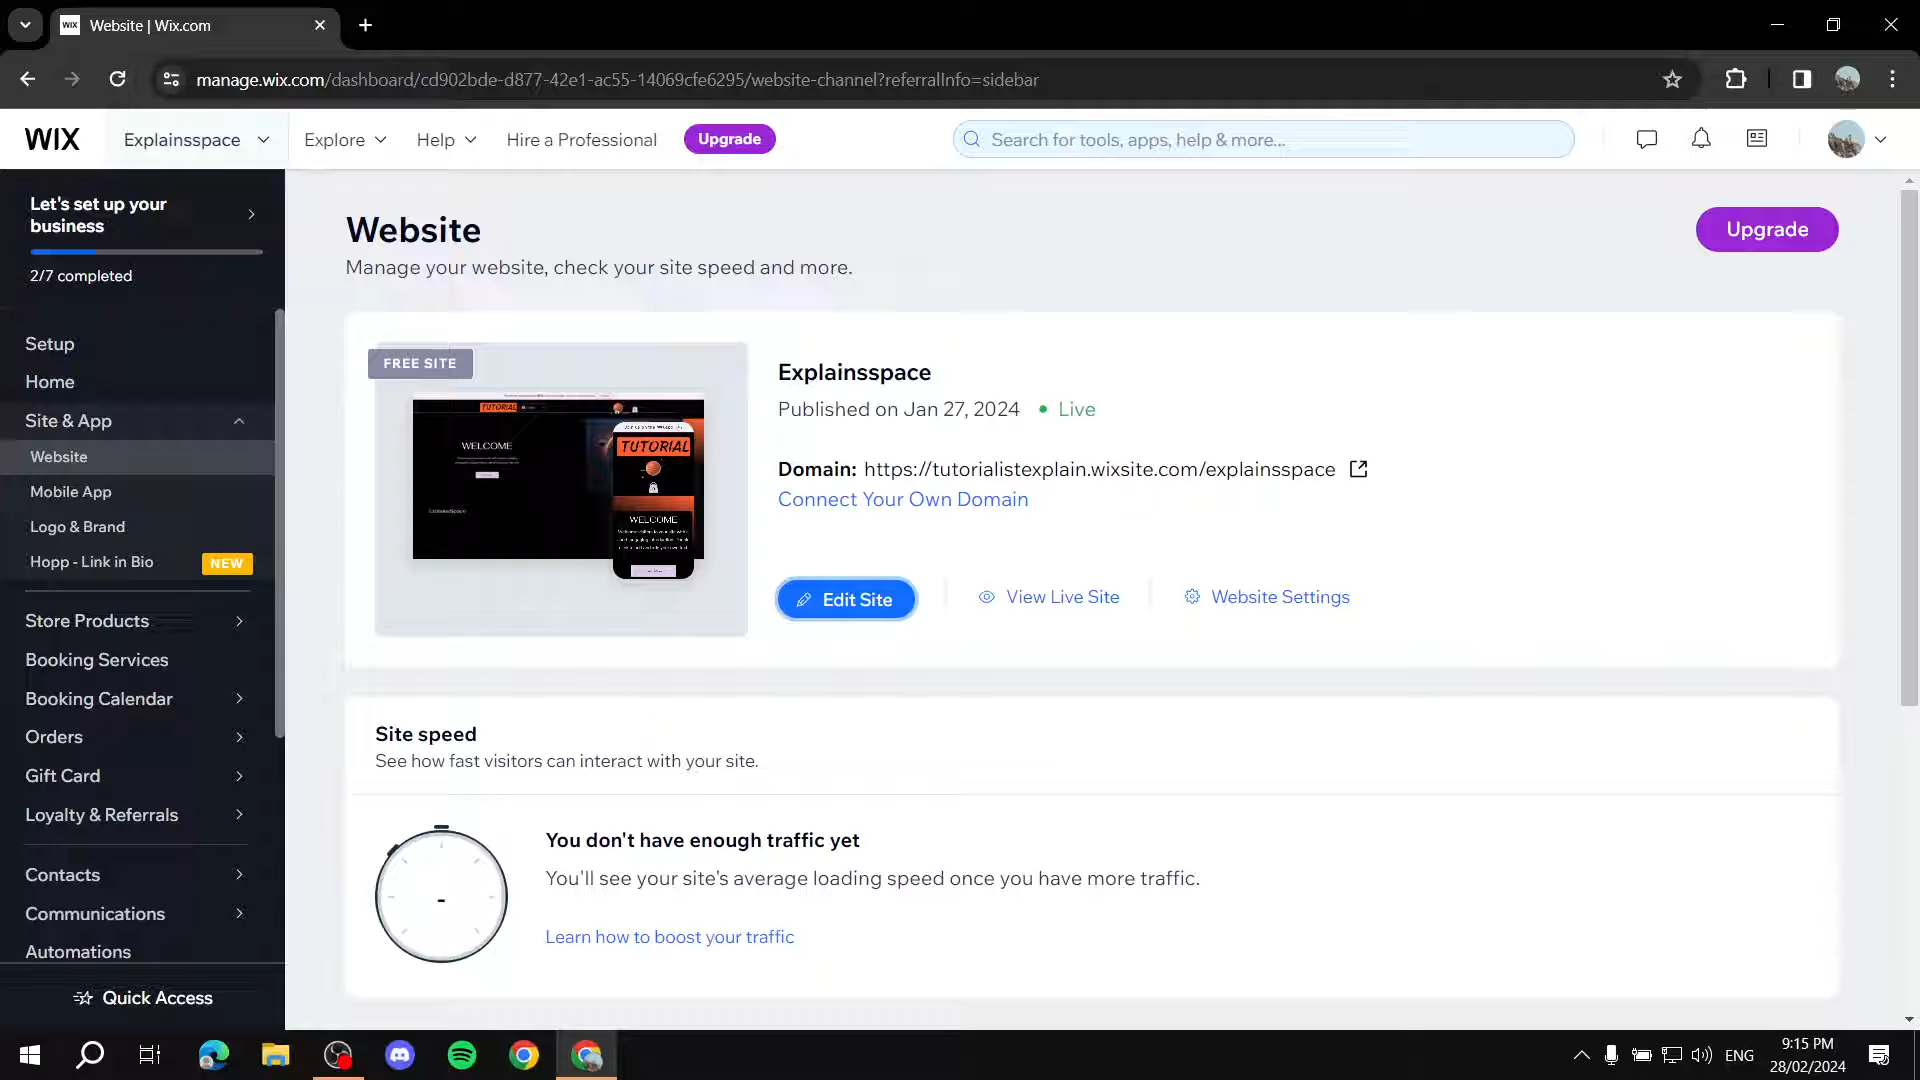 WIX
Website | Wix.com
manage.wix.com/dashboard/cd902bde-d877-42e1-ac55-14069cfe6295/website-channel?referralInfo=sidebar
WIX
Explainsspace
Explore
Help
Hire a Professional
Upgrade
Search for tools, apps, help & more...
Let's set up your
business
2/7 completed
Setup
Home
Site & App
Website
Mobile App
Logo & Brand
Hopp - Link in Bio
NEW
Store Products
Booking Services
Booking Calendar
Orders
Gift Card
Loyalty & Referrals
Contacts
Communications
Automations
Quick Access
Website
Manage your website, check your site speed and more.
Upgrade
FREE SITE
TUTORIAL
WELCOME
TUTORIAL
WELCOME
Explainsspace
Published on Jan 27, 2024
Live
Domain: https://tutorialistexplain.wixsite.com/explainsspace
Connect Your Own Domain
Edit Site
View Live Site
Website Settings
Site speed
See how fast visitors can interact with your site.
You don't have enough traffic yet
You'll see your site's average loading speed once you have more traffic.
Learn how to boost your traffic
ENG
9:15 PM
28/02/2024